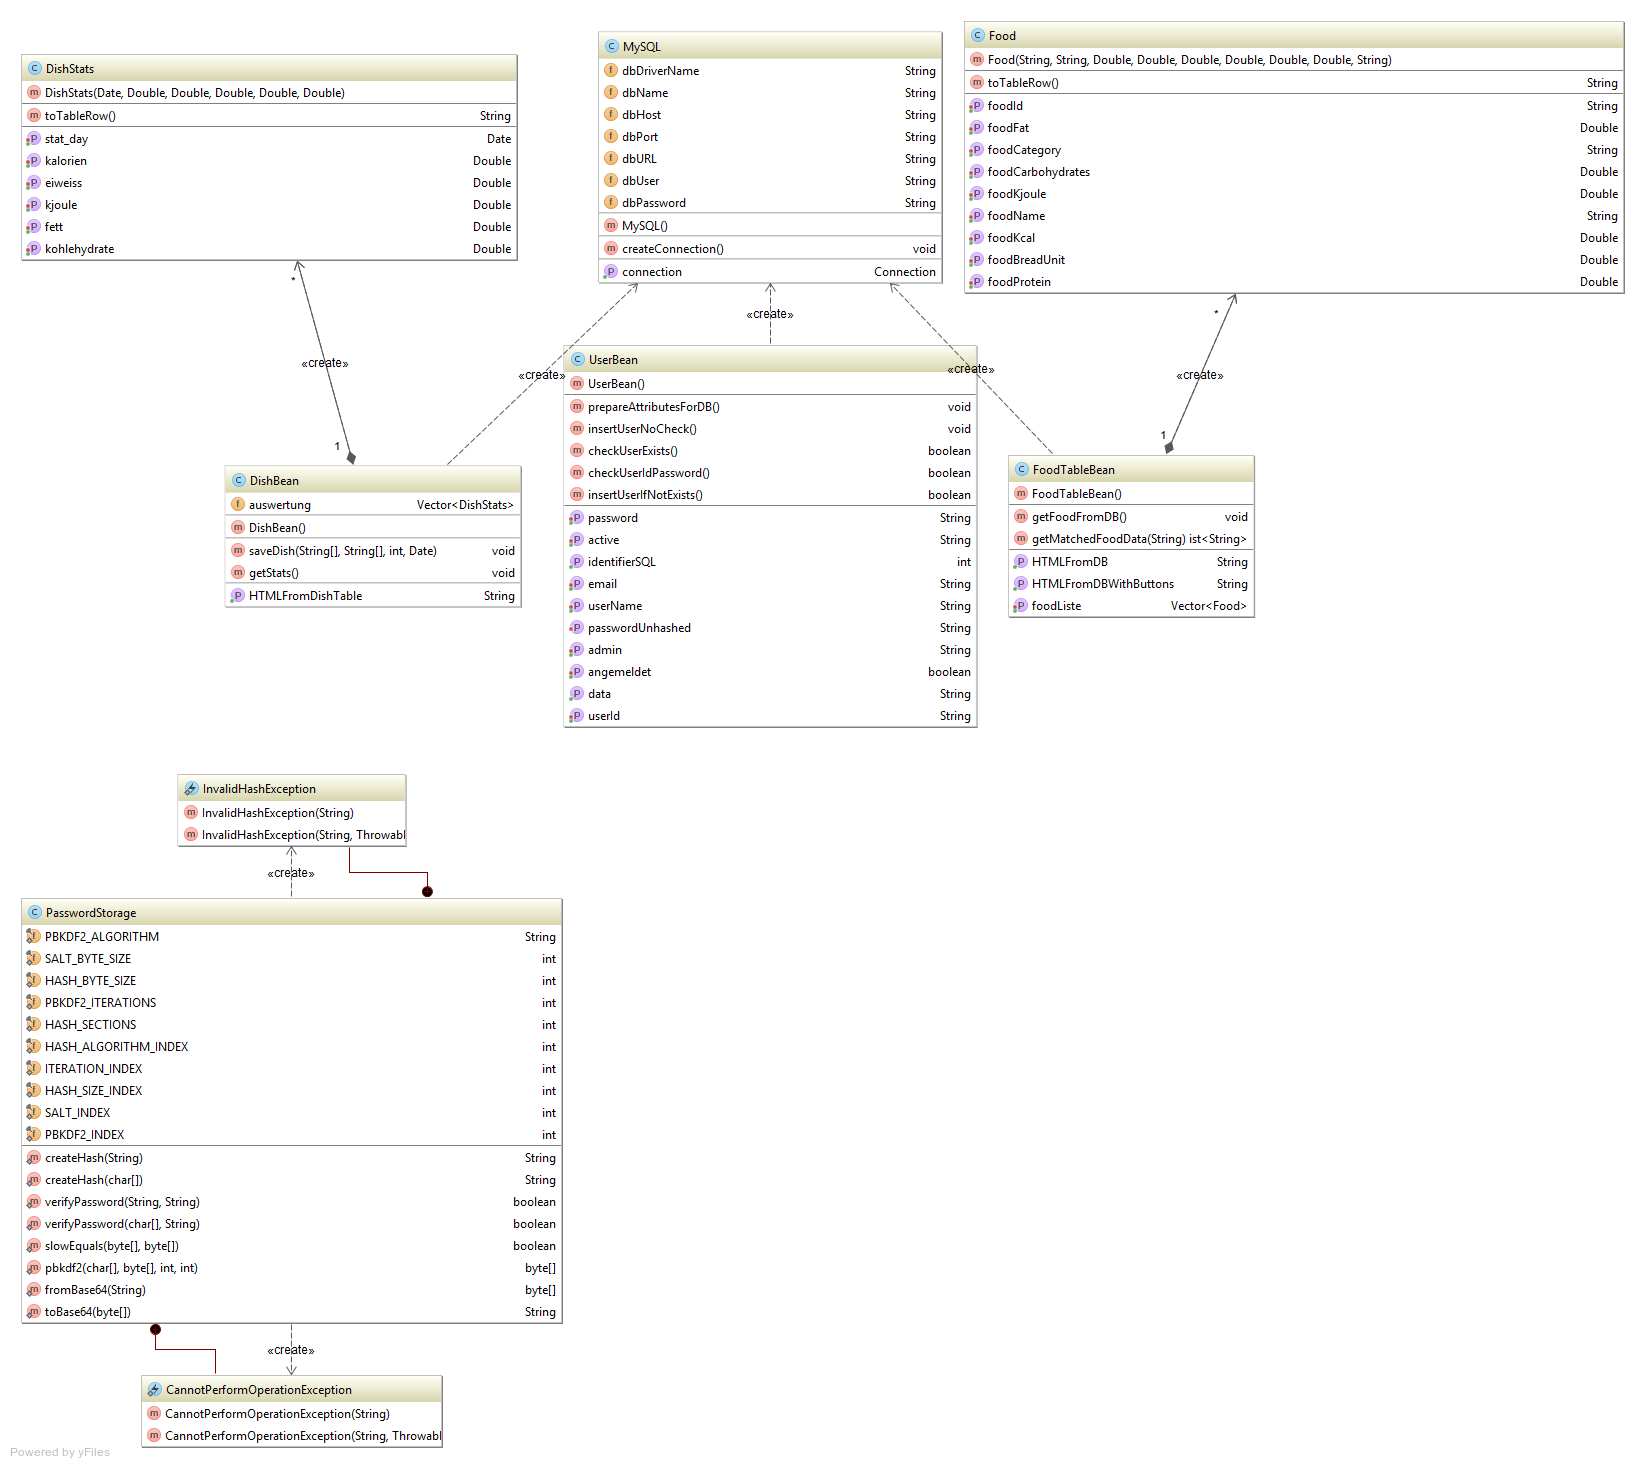 DishStats
DishStats(Date, Double, Double, Double, Double, Double)
toTableRow() String
stat_day Date
kalorien Double
eiweiss Double
kjoule Double
fett Double
kohlehydrate Double
MySQL
dbDriverName String
dbName String
dbHost String
dbPort String
dbURL String
dbUser String
dbPassword String
MySQL()
createConnection() void
connection Connection
Food
Food(String, String, Double, Double, Double, Double, Double, Double, String)
toTableRow() String
foodId String
foodFat Double
foodCategory String
foodCarbohydrates Double
foodKjoule Double
foodName String
foodKcal Double
foodBreadUnit Double
foodProtein Double
*
«create»
1
«create»
«create»
«create»
*
«create»
1
DishBean
auswertung Vector<DishStats>
DishBean()
saveDish(String[], String[], int, Date) void
getStats() void
HTMLFromDishTable String
UserBean
UserBean()
prepareAttributesForDB() void
insertUserNoCheck() void
checkUserExists() boolean
checkUserIdPassword() boolean
insertUserIfNotExists() boolean
password String
active String
identifierSQL int
email String
userName String
passwordUnhashed String
admin String
angemeldet boolean
data String
userId String
FoodTableBean
FoodTableBean()
getFoodFromDB() void
getMatchedFoodData(String) ist<String>
HTMLFromDB String
HTMLFromDBWithButtons String
foodListe Vector<Food>
InvalidHashException
InvalidHashException(String)
InvalidHashException(String, Throwabl
«create»
PasswordStorage
PBKDF2_ALGORITHM String
SALT_BYTE_SIZE int
HASH_BYTE_SIZE int
PBKDF2_ITERATIONS int
HASH_SECTIONS int
HASH_ALGORITHM_INDEX int
ITERATION_INDEX int
HASH_SIZE_INDEX int
SALT_INDEX int
PBKDF2_INDEX int
createHash(String) String
createHash(char[]) String
verifyPassword(String, String) boolean
verifyPassword(char[], String) boolean
slowEquals(byte[], byte[]) boolean
pbkdf2(char[], byte[], int, int) byte[]
fromBase64(String) byte[]
toBase64(byte[]) String
«create»
CannotPerformOperationException
CannotPerformOperationException(String)
CannotPerformOperationException(String, Throwabl
Powered by yFiles